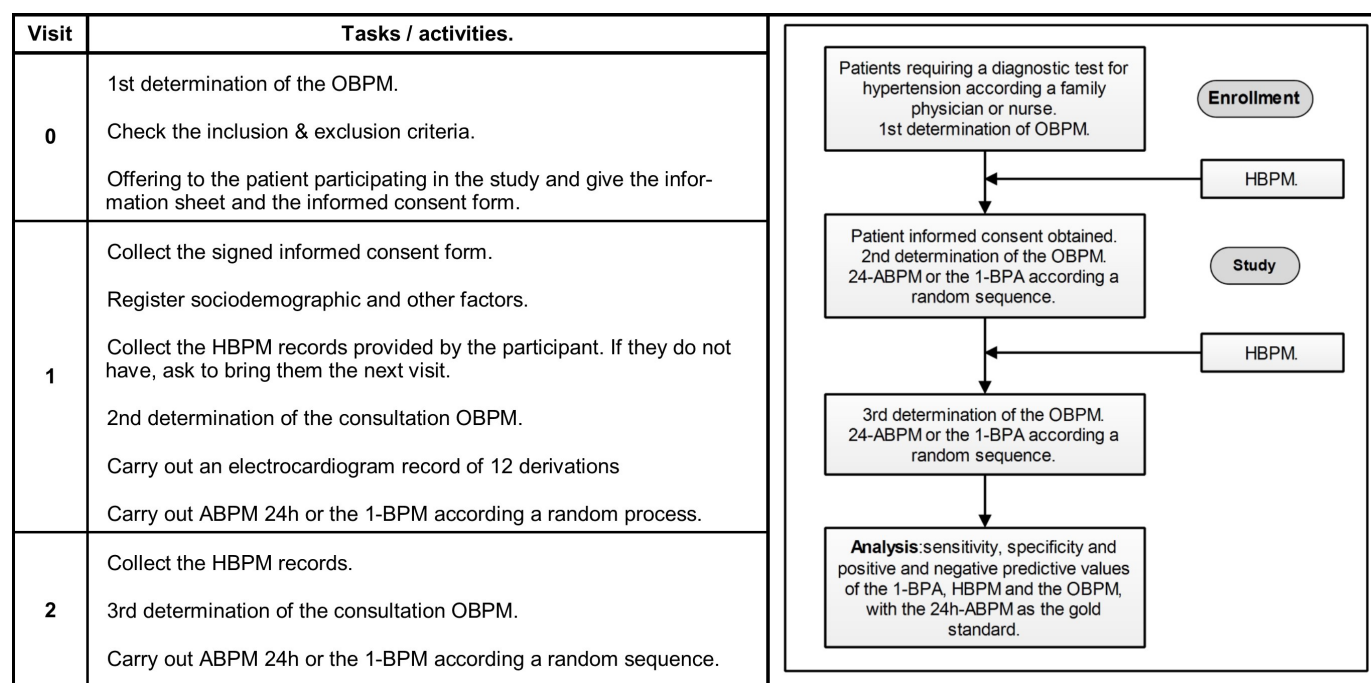 Visit
Tasks / activities.
0
1st determination of the OBPM.
Check the inclusion & exclusion criteria.
Offering to the patient participating in the study and give the infor-
mation sheet and the informed consent form.
1
Collect the signed informed consent form.
Register sociodemographic and other factors.
Collect the HBPM records provided by the participant. If they do not
have, ask to bring them the next visit.
2nd determination of the consultation OBPM.
Carry out an electrocardiogram record of 12 derivations
Carry out ABPM 24h or the 1-BPM according a random process.
2
Collect the HBPM records.
3rd determination of the consultation OBPM.
Carry out ABPM 24h or the 1-BPM according a random sequence.
Patients requiring a diagnostic test for
hypertension according a family
physician or nurse.
1st determination of OBPM.
Enrollment
HBPM.
Patient informed consent obtained.
2nd determination of the OBPM.
24-ABPM or the 1-BPA according a
random sequence.
Study
HBPM.
3rd determination of the OBPM.
24-ABPM or the 1-BPA according a
random sequence.
Analysis:sensitivity, specificity and
positive and negative predictive values
of the 1-BPA, HBPM and the OBPM,
with the 24h-ABPM as the gold
standard.